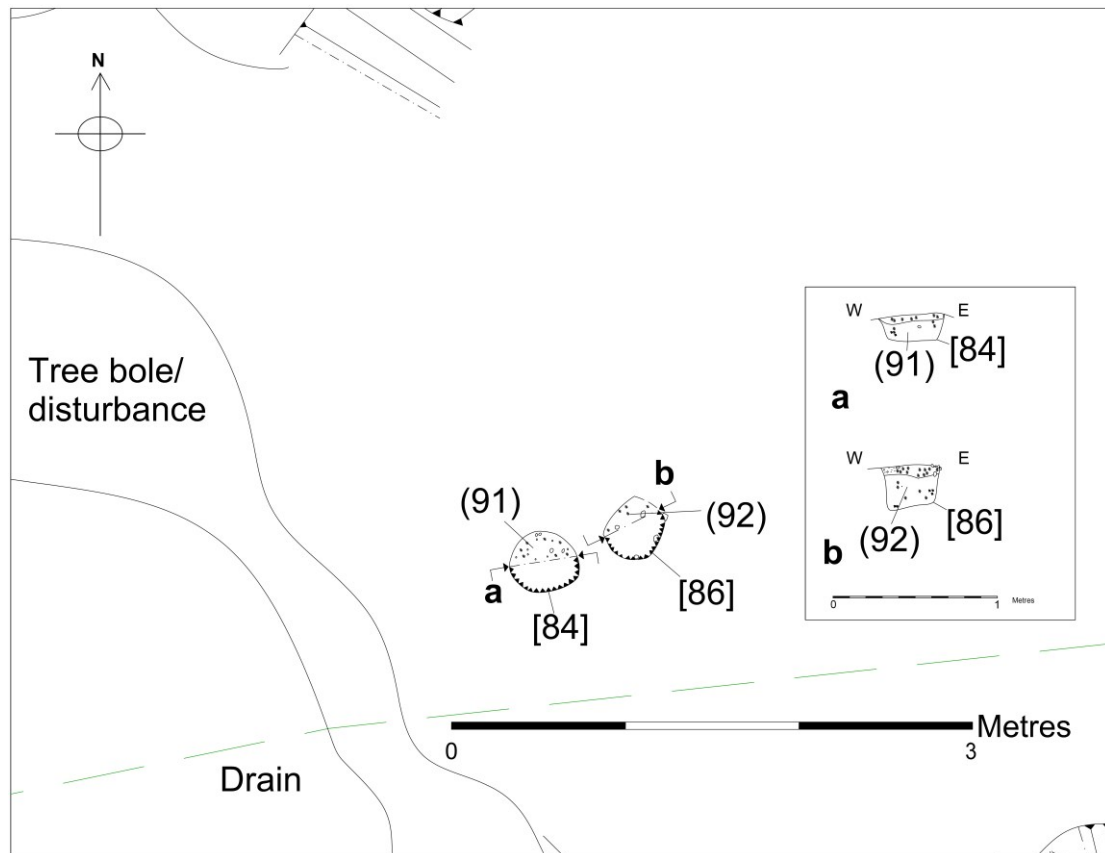 N
Tree bole/
disturbance
W E
(91) [84]
a
W E
(92) [86]
b
0 1 Metres
b
(91)
(92)
a
[86]
[84]
Metres
0 3
Drain